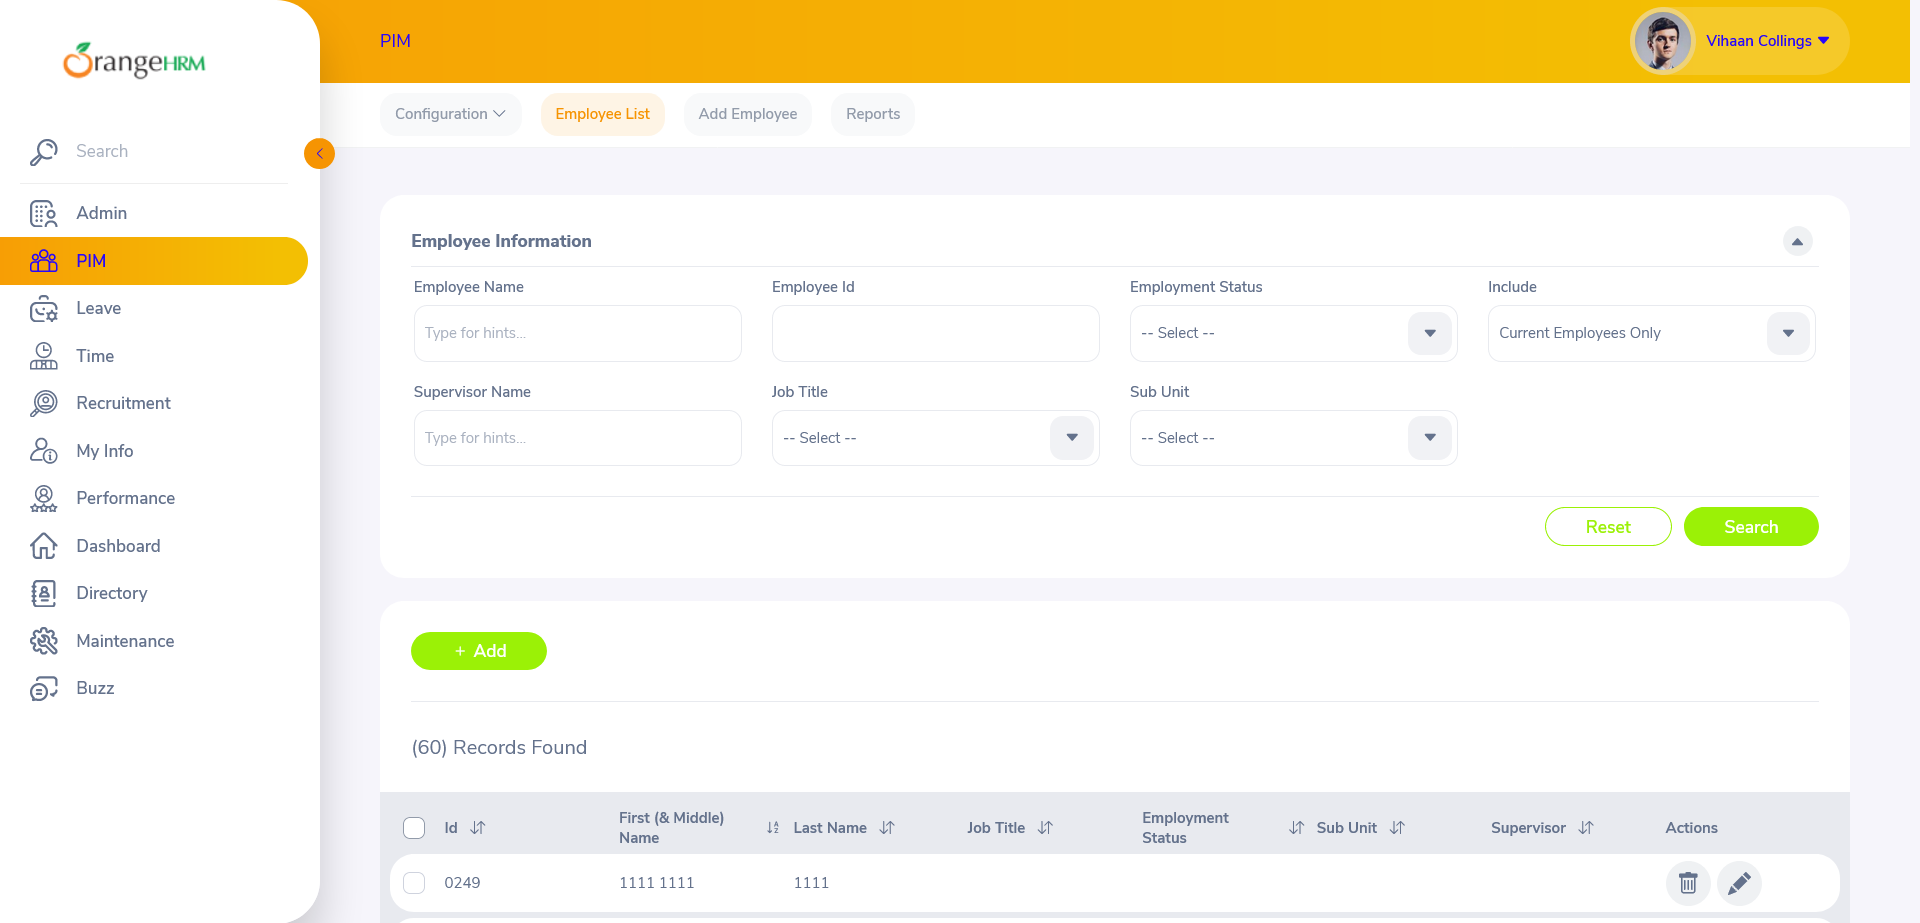 OrangeHRM
PIM
Vihaan Collings
Configuration
Employee List
Add Employee
Reports
Search
Admin
PIM
Leave
Time
Recruitment
My Info
Performance
Dashboard
Directory
Maintenance
Buzz
Employee Information
Employee Name
Employee Id
Employment Status
Include
Type for hints...
-- Select --
Current Employees Only
Supervisor Name
Job Title
Sub Unit
Type for hints...
-- Select --
-- Select --
Reset
Search
+ Add
(60) Records Found
Id
First (& Middle)
Name
Last Name
Job Title
Employment
Status
Sub Unit
Supervisor
Actions
0249
1111 1111
1111